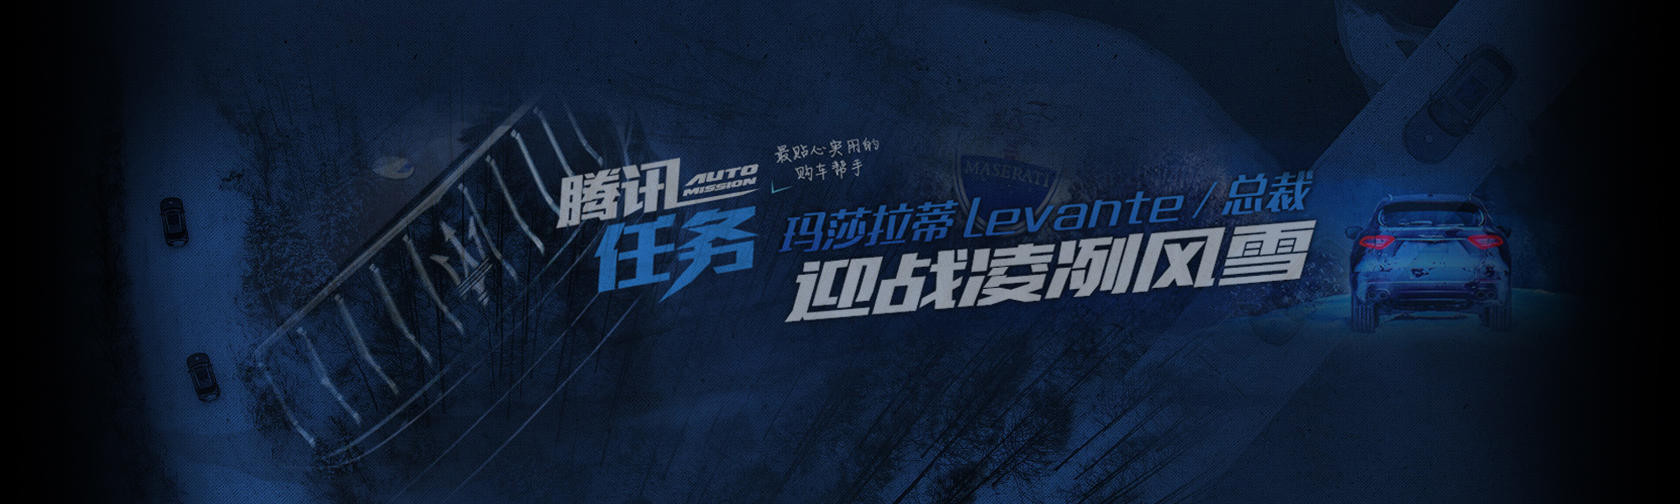 腾讯
AUTO
MISSION
任务
最贴心实用的
购车帮手
MASERATI
玛莎拉蒂 Levante / 总裁
迎战凌冽风雪